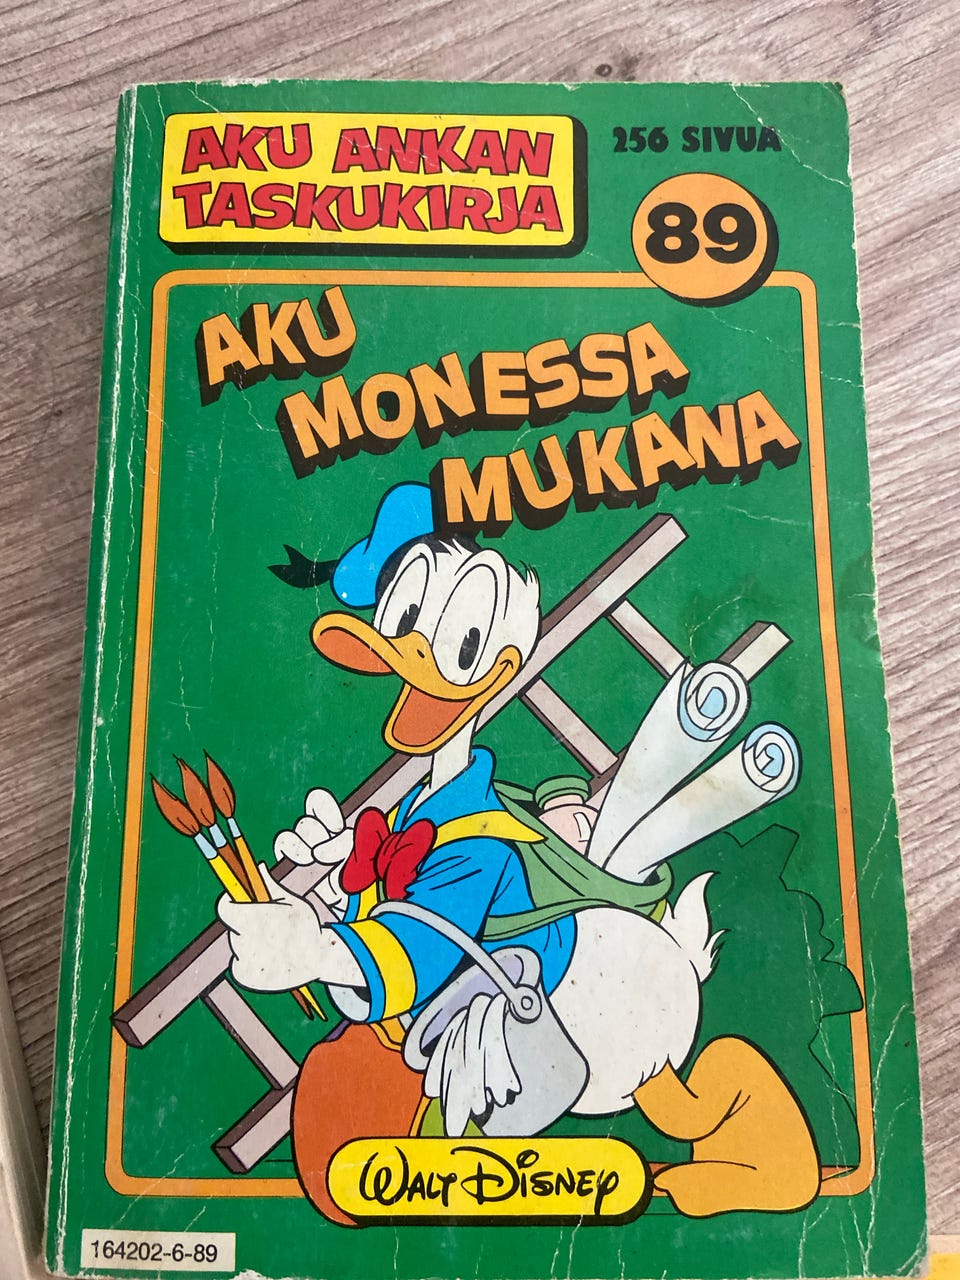 AKU ANKAN
TASKUKIRJA
256 SIVUA
89
AKU
MONESSA
MUKANA
WALT DISNEY
164202-6-89